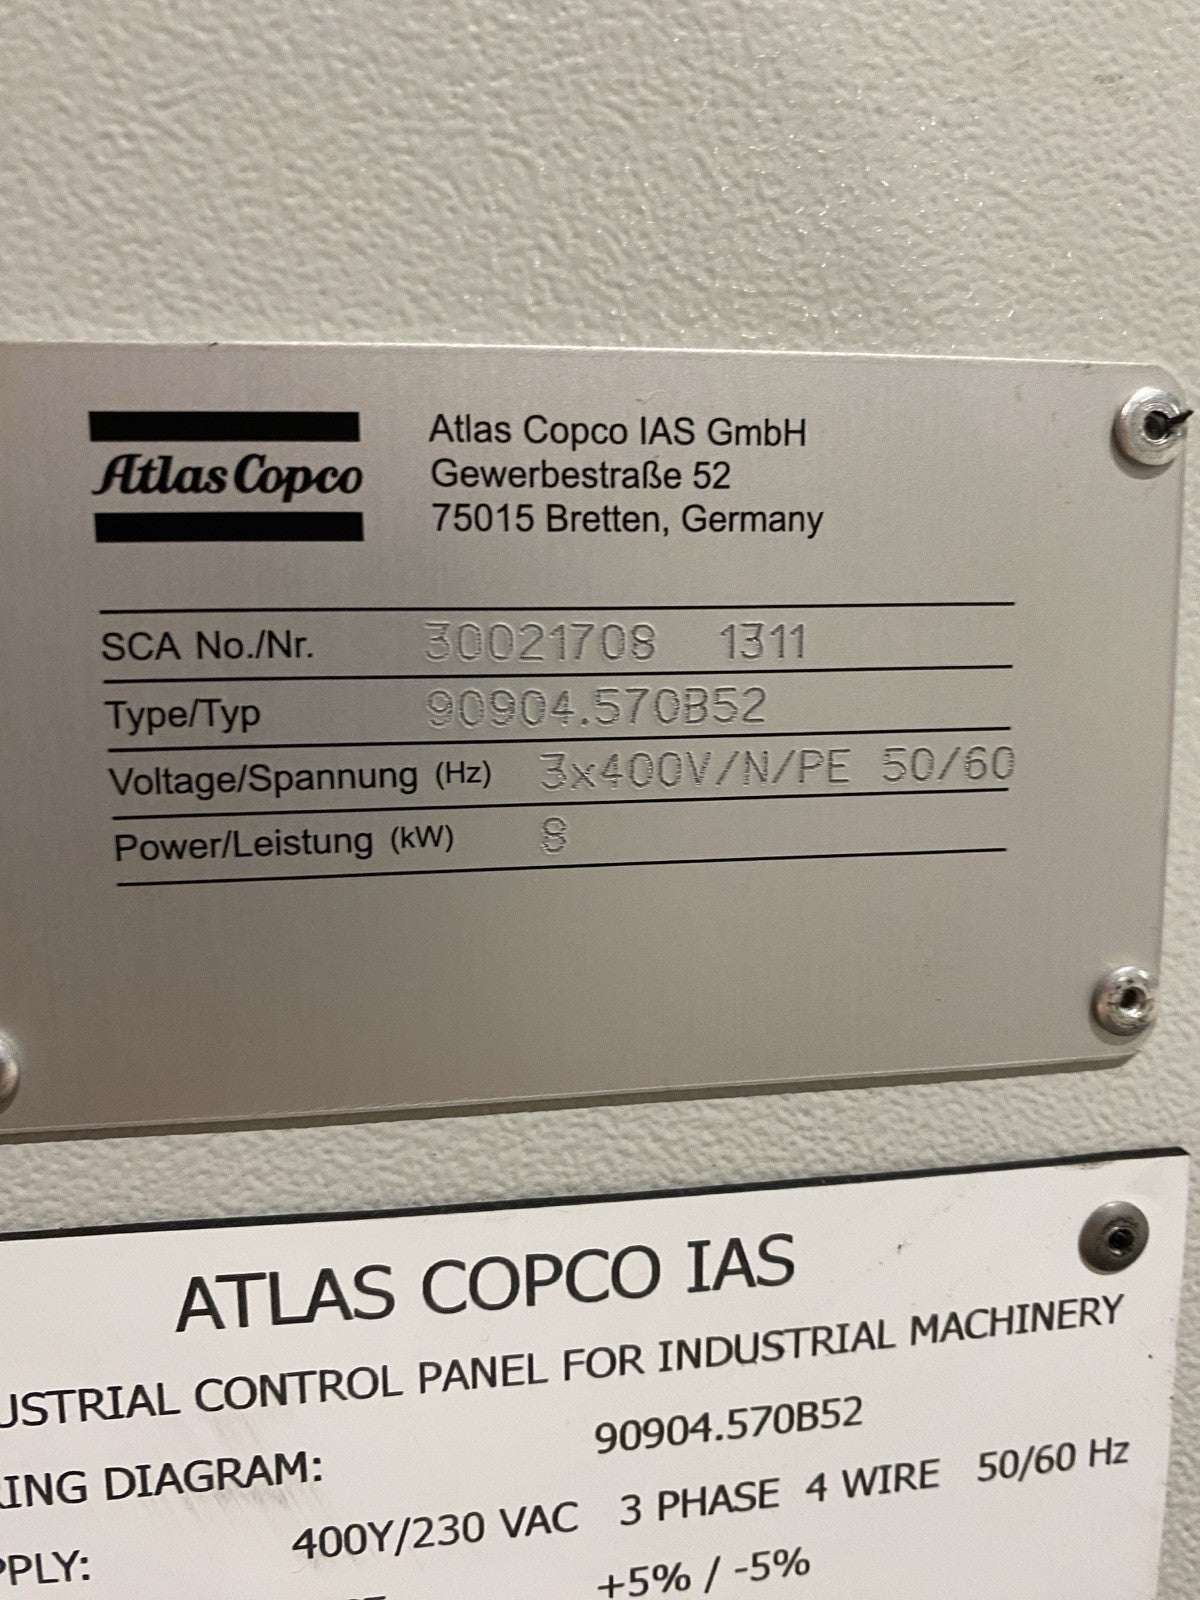 Atlas Copco
Atlas Copco IAS GmbH
Gewerbestraße 52
75015 Bretten, Germany
SCA No./Nr. 30021708 1311
Type/Typ 90904.570B52
Voltage/Spannung (Hz) 3x400V/N/PE 50/60
Power/Leistung (kW) 8
ATLAS COPCO IAS
USTRIAL CONTROL PANEL FOR INDUSTRIAL MACHINERY
ING DIAGRAM: 90904.570B52
PPLY: 400Y/230 VAC 3 PHASE 4 WIRE 50/60 Hz
+5% / -5%